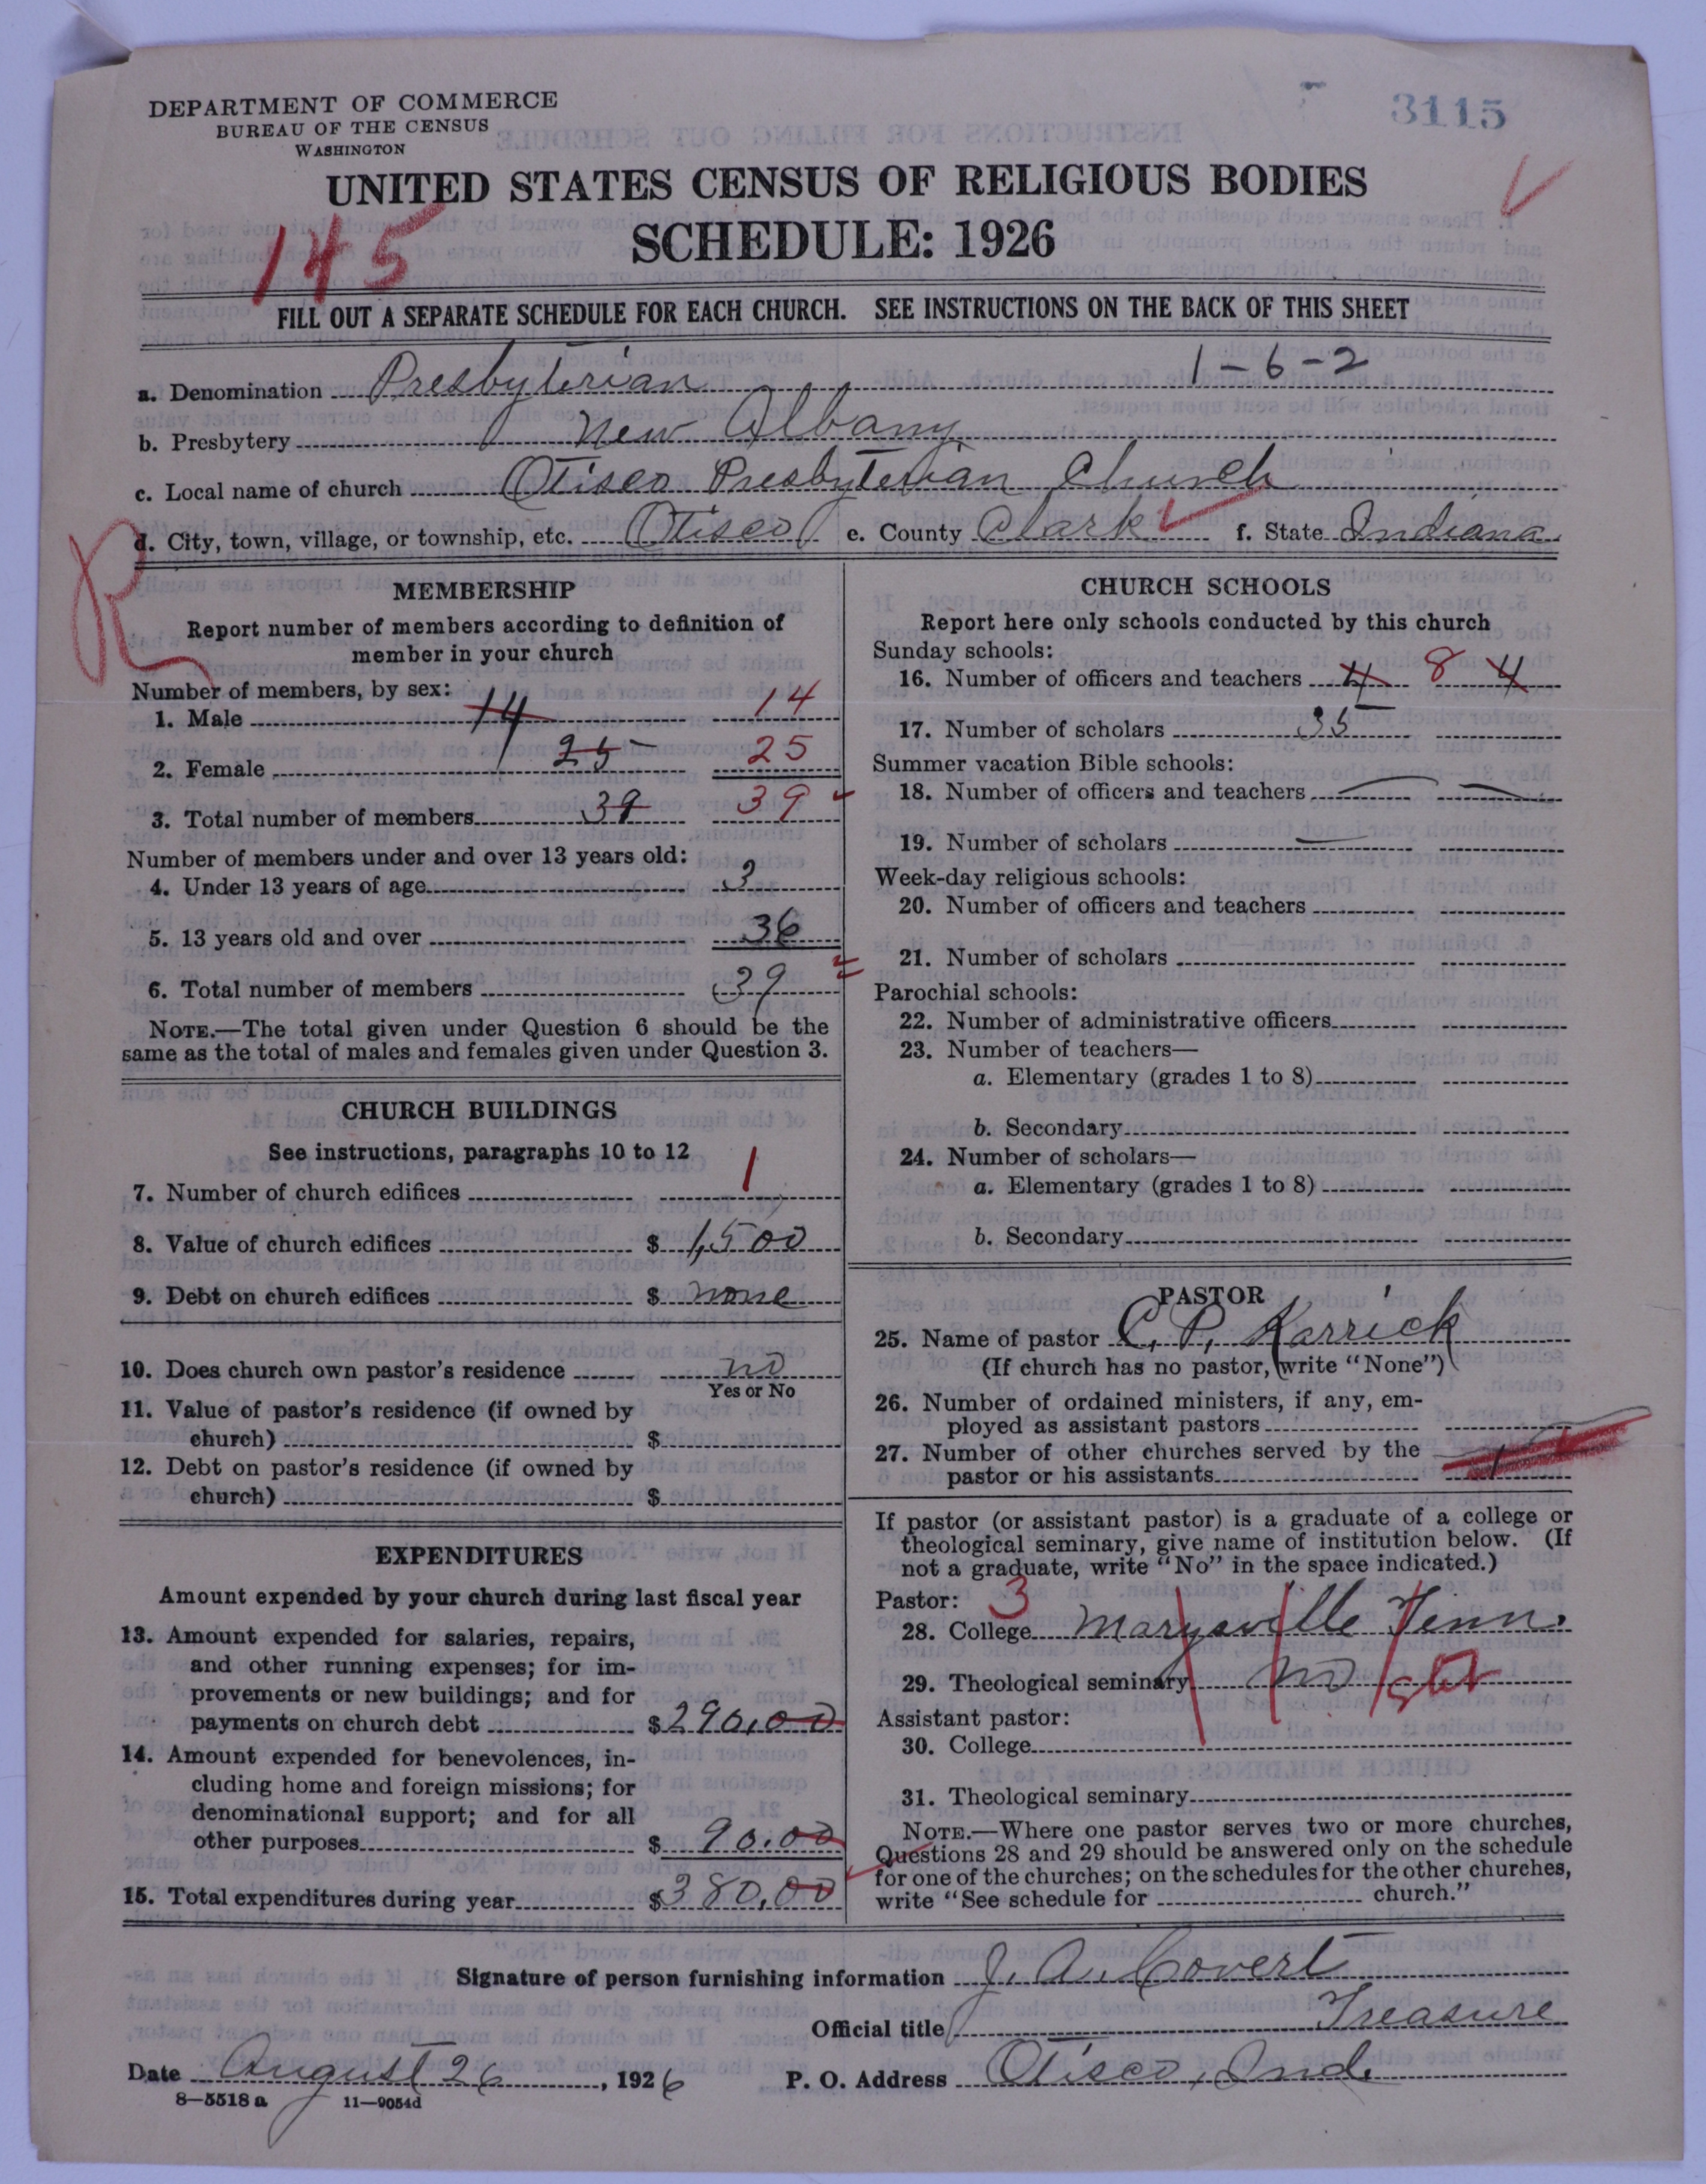 DEPARTMENT OF COMMERCE
BUREAU OF THE CENSUS
WASHINGTON
3115
UNITED STATES CENSUS OF RELIGIOUS BODIES
SCHEDULE: 1926
145
FILL OUT A SEPARATE SCHEDULE FOR EACH CHURCH. SEE INSTRUCTIONS ON THE BACK OF THIS SHEET
a. Denomination Presbyterian 1-6-2
b. Presbytery New Albany
c. Local name of church Otisco Presbyterian Church
d. City, town, village, or township, etc. Otisco e. County Clark f. State Indiana
R
MEMBERSHIP
Report number of members according to definition of
member in your church
Number of members, by sex:
1. Male 14 14
2. Female 25 25
3. Total number of members 39 39
Number of members under and over 13 years old:
4. Under 13 years of age 3
5. 13 years old and over 36
6. Total number of members 39
NOTE.—The total given under Question 6 should be the
same as the total of males and females given under Question 3.
CHURCH BUILDINGS
See instructions, paragraphs 10 to 12
7. Number of church edifices 1
8. Value of church edifices $ 1,500
9. Debt on church edifices $ none
10. Does church own pastor's residence no
Yes or No
11. Value of pastor's residence (if owned by
church) $
12. Debt on pastor's residence (if owned by
church) $
EXPENDITURES
Amount expended by your church during last fiscal year
13. Amount expended for salaries, repairs,
and other running expenses; for im-
provements or new buildings; and for
payments on church debt $290.00
14. Amount expended for benevolences, in-
cluding home and foreign missions; for
denominational support; and for all
other purposes $ 90.00
15. Total expenditures during year $380.00
CHURCH SCHOOLS
Report here only schools conducted by this church
Sunday schools:
16. Number of officers and teachers 4 8 4
17. Number of scholars 35
Summer vacation Bible schools:
18. Number of officers and teachers
19. Number of scholars
Week-day religious schools:
20. Number of officers and teachers
21. Number of scholars
Parochial schools:
22. Number of administrative officers
23. Number of teachers—
a. Elementary (grades 1 to 8)
b. Secondary
24. Number of scholars—
a. Elementary (grades 1 to 8)
b. Secondary
PASTOR
25. Name of pastor C. P. Karrick
(If church has no pastor, write "None")
26. Number of ordained ministers, if any, em-
ployed as assistant pastors
27. Number of other churches served by the
pastor or his assistants
If pastor (or assistant pastor) is a graduate of a college or
theological seminary, give name of institution below. (If
not a graduate, write "No" in the space indicated.)
Pastor: 3
28. College Marysville Tenn.
29. Theological seminary no
Assistant pastor:
30. College
31. Theological seminary
NOTE.—Where one pastor serves two or more churches,
Questions 28 and 29 should be answered only on the schedule
for one of the churches; on the schedules for the other churches,
write "See schedule for church."
Signature of person furnishing information J. A. Covert
Official title Treasure
Date August 26, 1926 P. O. Address Otisco, Ind.
8—5518 a 11—9054d